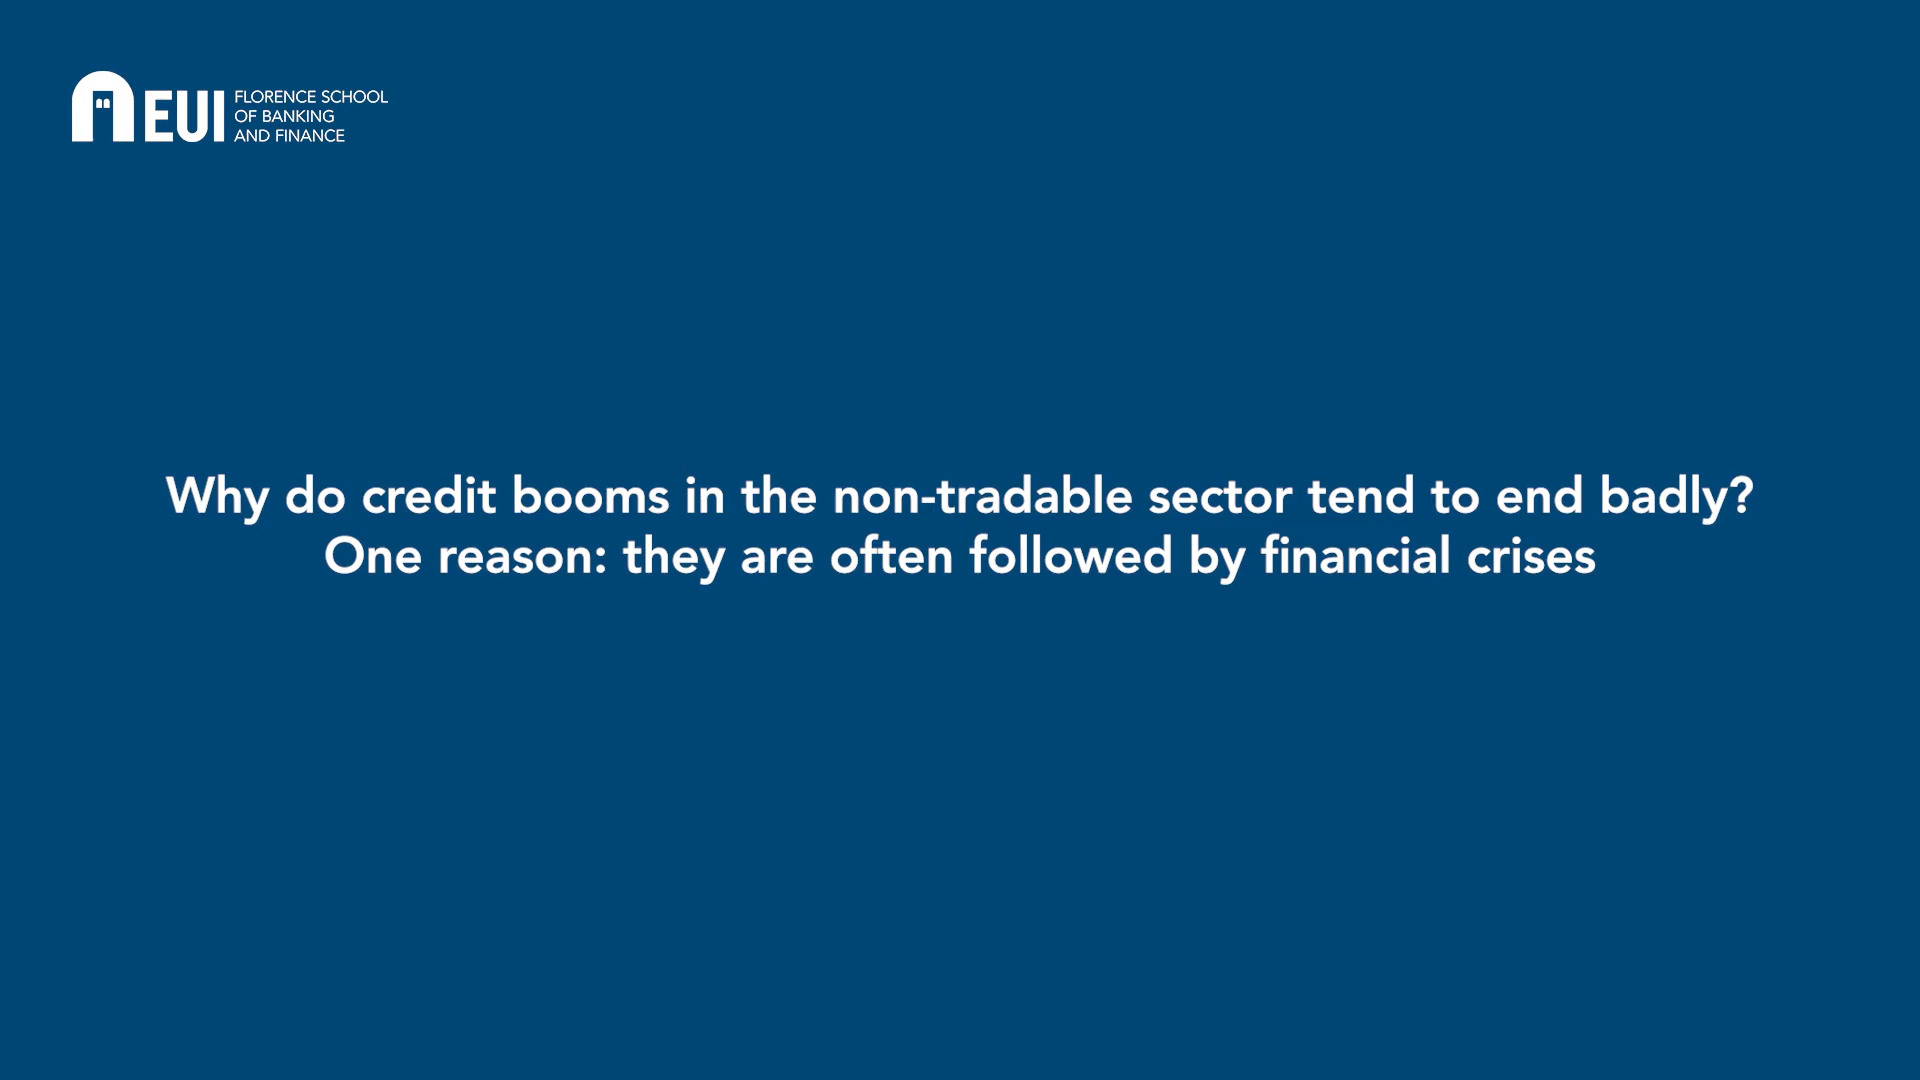 EUI
FLORENCE SCHOOL
OF BANKING
AND FINANCE
Why do credit booms in the non-tradable sector tend to end badly?
One reason: they are often followed by financial crises